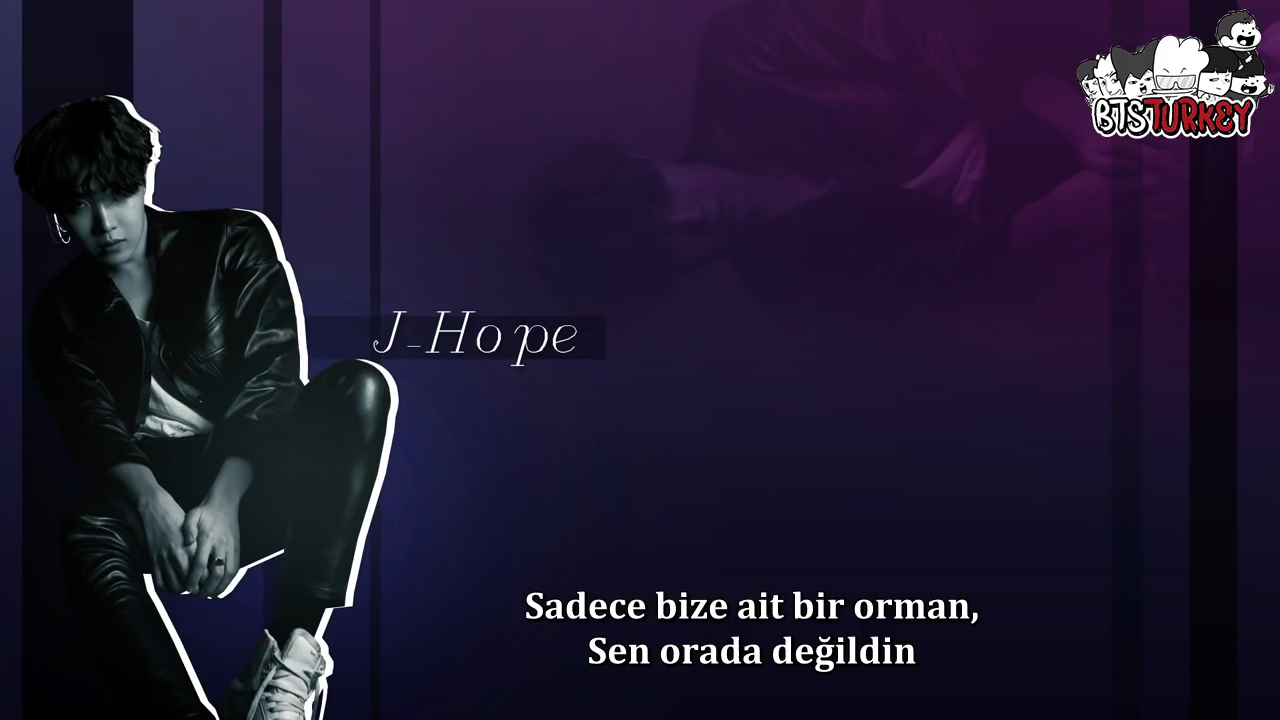 BTSTURKEY
J-Hope
Sadece bize ait bir orman,
Sen orada değildin